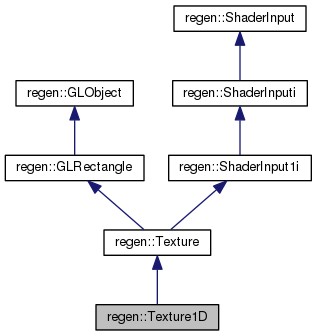 regen::ShaderInput
regen::GLObject
regen::ShaderInputi
regen::GLRectangle
regen::ShaderInput1i
regen::Texture
regen::Texture1D